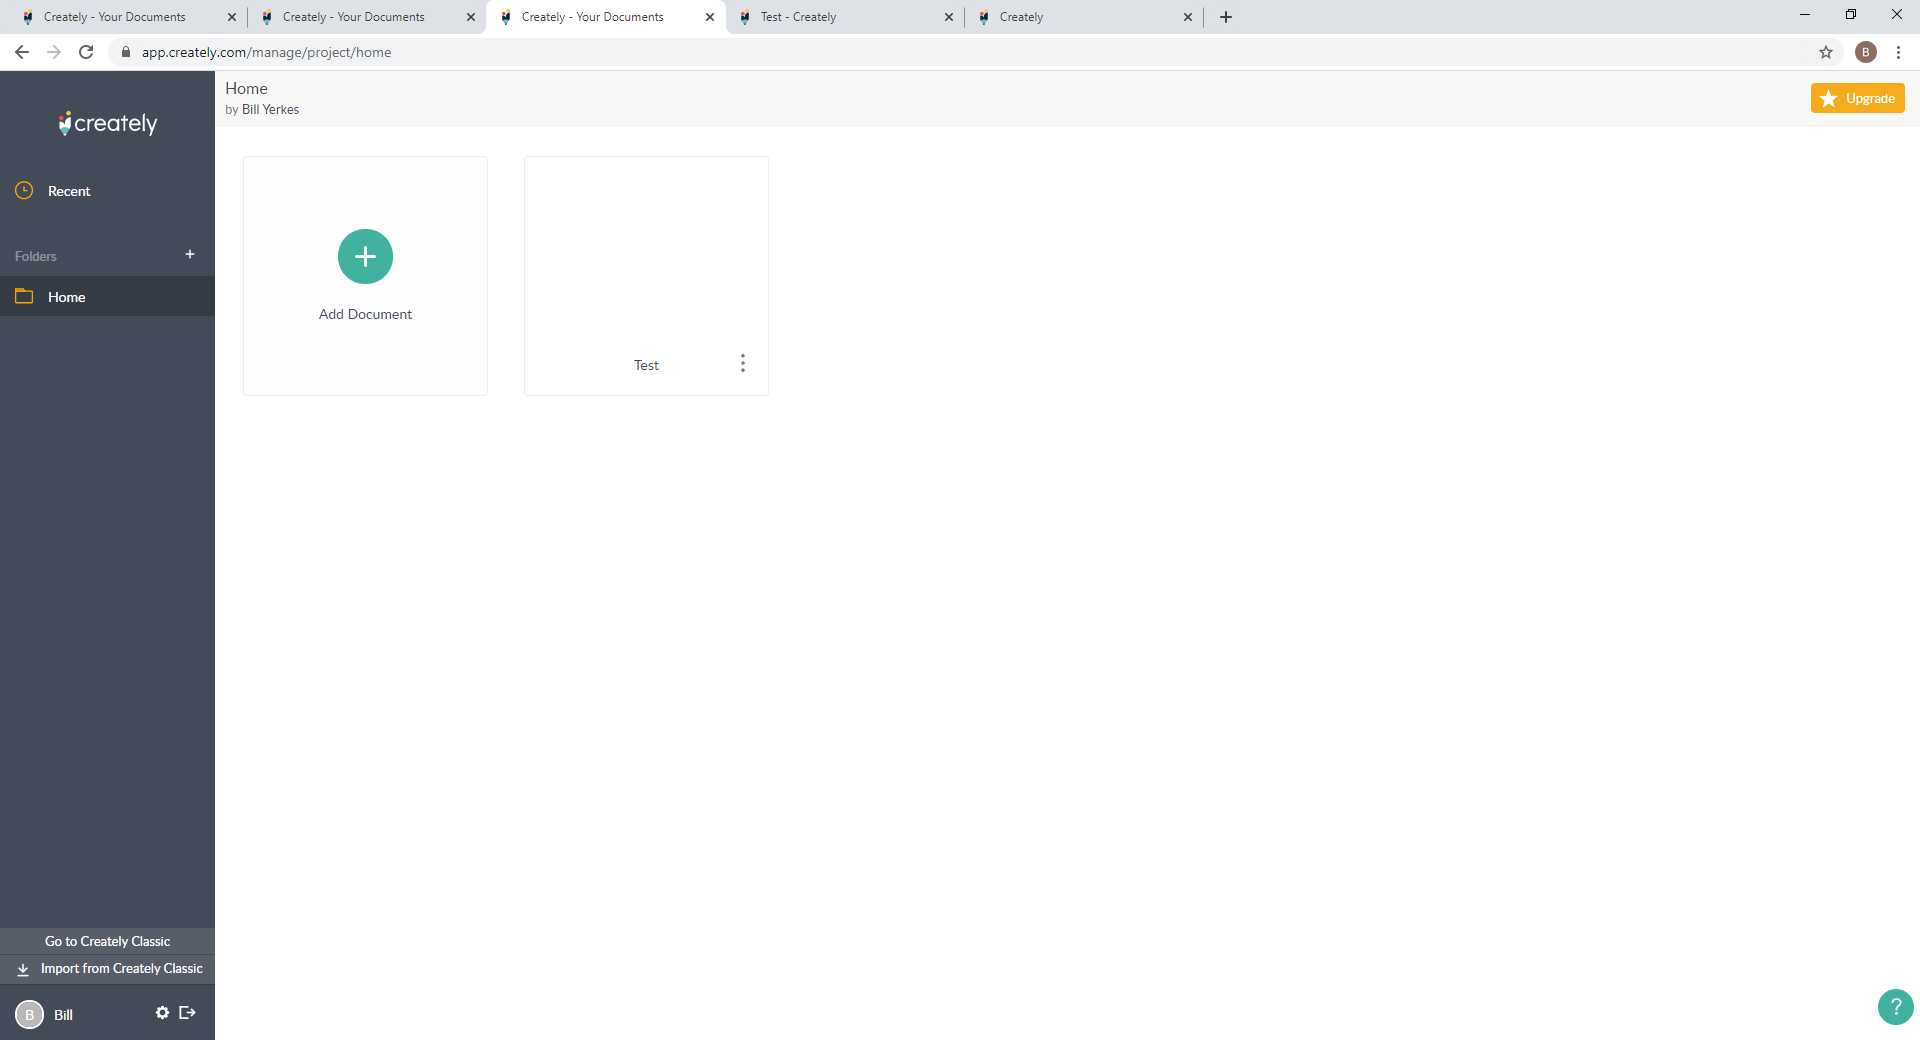 Creately - Your Documents
Creately - Your Documents
Creately - Your Documents
Test - Creately
Creately
app.creately.com/manage/project/home
B
creately
Home
by Bill Yerkes
Upgrade
Recent
Folders
Home
Add Document
Test
Go to Creately Classic
Import from Creately Classic
B
Bill
?